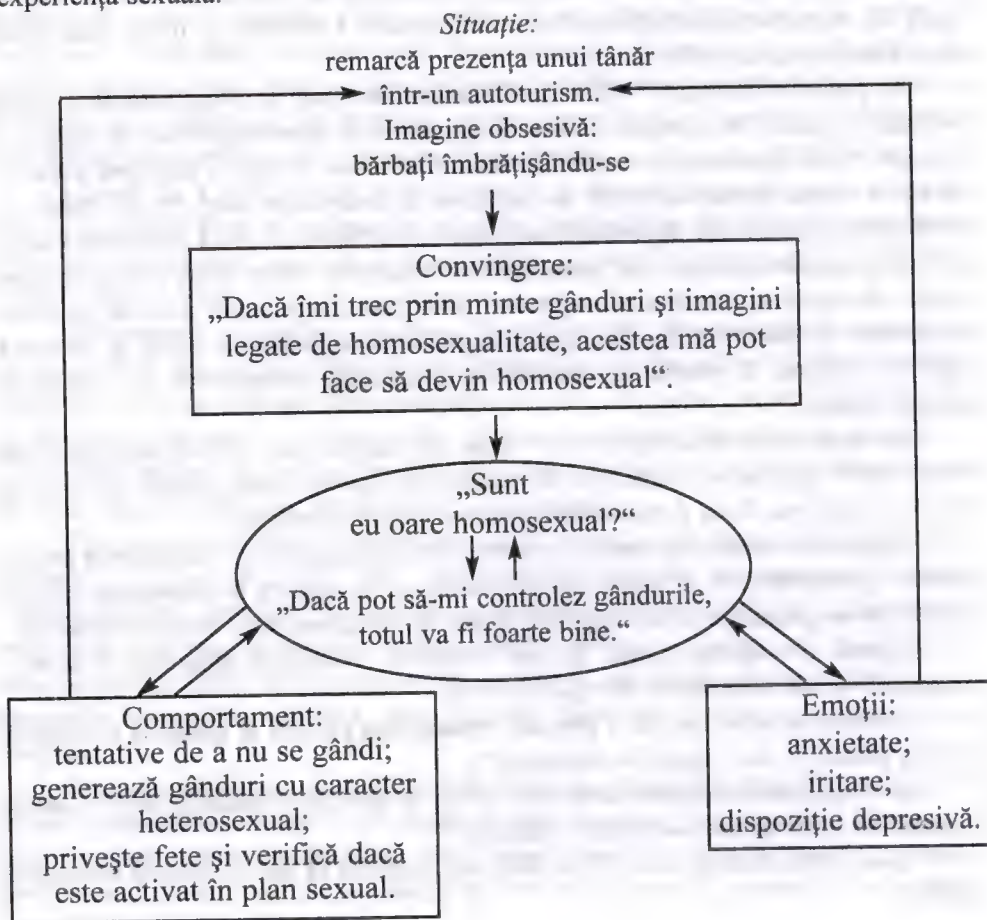 experiența sexuală.
Situație:
remarcă prezența unui tânăr
într-un autoturism.
Imagine obsesivă:
bărbați îmbrățișându-se
Convingere:
„Dacă îmi trec prin minte gânduri și imagini
legate de homosexualitate, acestea mă pot
face să devin homosexual“.
„Sunt
eu oare homosexual?“
„Dacă pot să-mi controlez gândurile,
totul va fi foarte bine.“
Comportament:
tentative de a nu se gândi;
generează gânduri cu caracter
heterosexual;
privește fete și verifică dacă
este activat în plan sexual.
Emoții:
anxietate;
iritare;
dispoziție depresivă.